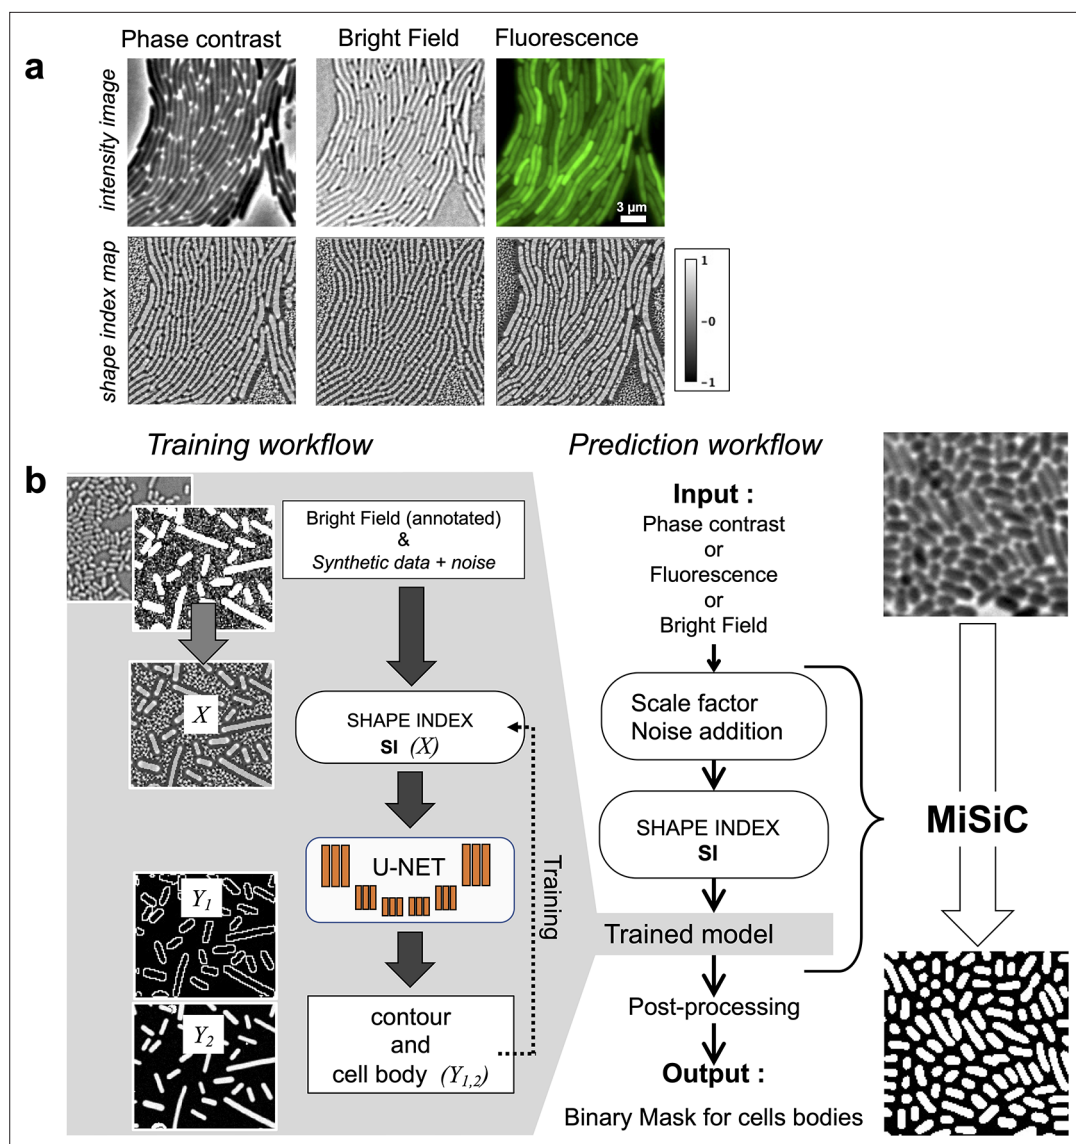 Phase contrast
Bright Field
Fluorescence
a
intensity image
3 µm
shape index map
1
-0
-1
Training workflow
Prediction workflow
b
Bright Field (annotated)
&
Synthetic data + noise
X
SHAPE INDEX
SI (X)
U-NET
Training
Y1
Y2
contour
and
cell body (Y1,2)
Input :
Phase contrast
or
Fluorescence
or
Bright Field
Scale factor
Noise addition
SHAPE INDEX
SI
Trained model
Post-processing
Output :
Binary Mask for cells bodies
MiSiC